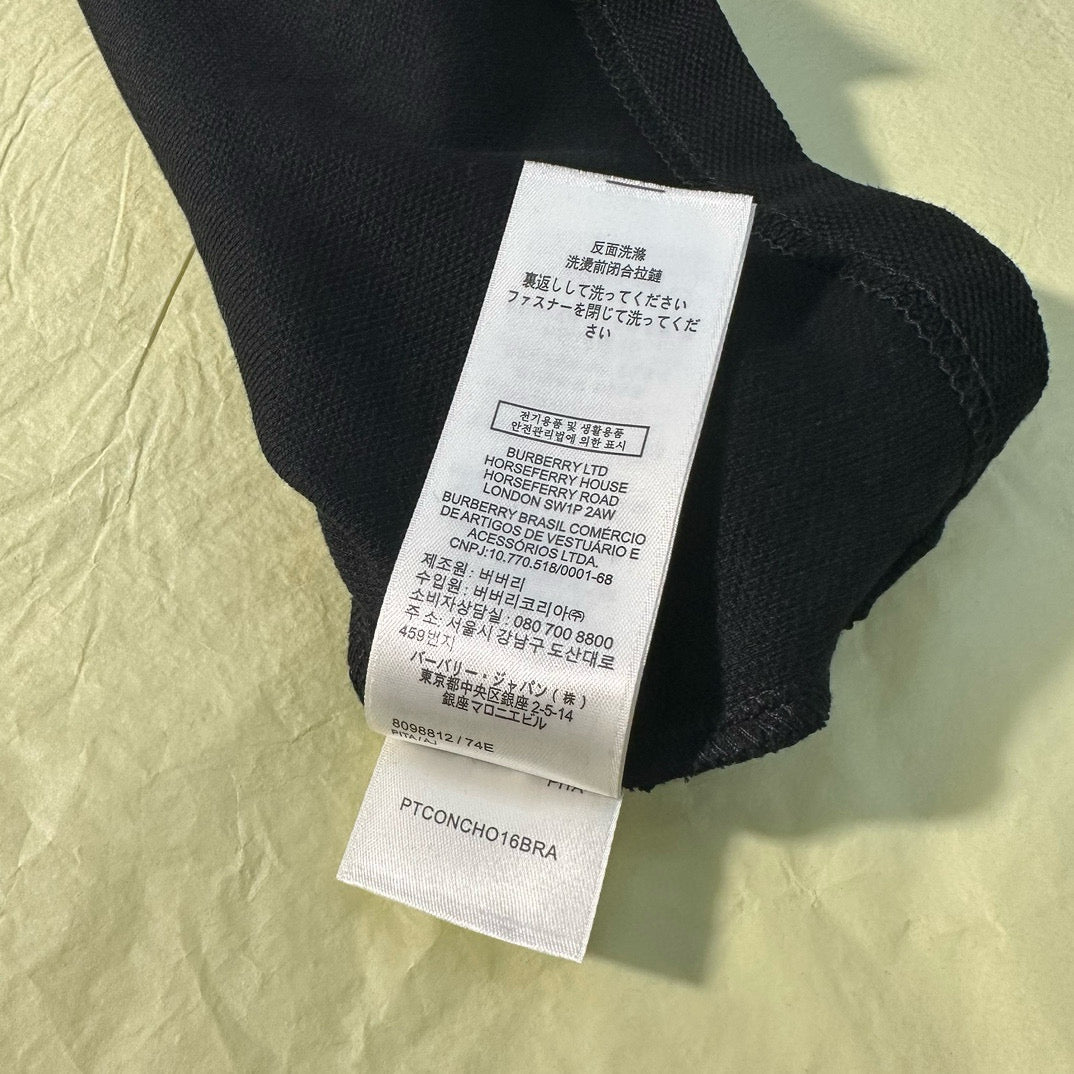 反面洗滌
洗燙前闭合拉鏈
裏返しして洗ってください
ファスナーを閉じて洗ってくだ
さい
전기용품 및 생활용품
안전관리법에 의한 표시
BURBERRY LTD
HORSEFERRY HOUSE
HORSEFERRY ROAD
LONDON SW1P 2AW
BURBERRY BRASIL COMÉRCIO
DE ARTIGOS DE VESTUÁRIO E
ACESSÓRIOS LTDA.
CNPJ:10.770.518/0001-68
제조원 : 버버리
수입원 : 버버리코리아㈜
소비자상담실 : 080 700 8800
주 소: 서울시 강남구 도산대로
459번지
バーバリー・ジャパン(株)
東京都中央区銀座 2-5-14
銀座マロニエビル
8098812 / 74E
PTCONCHO16BRA